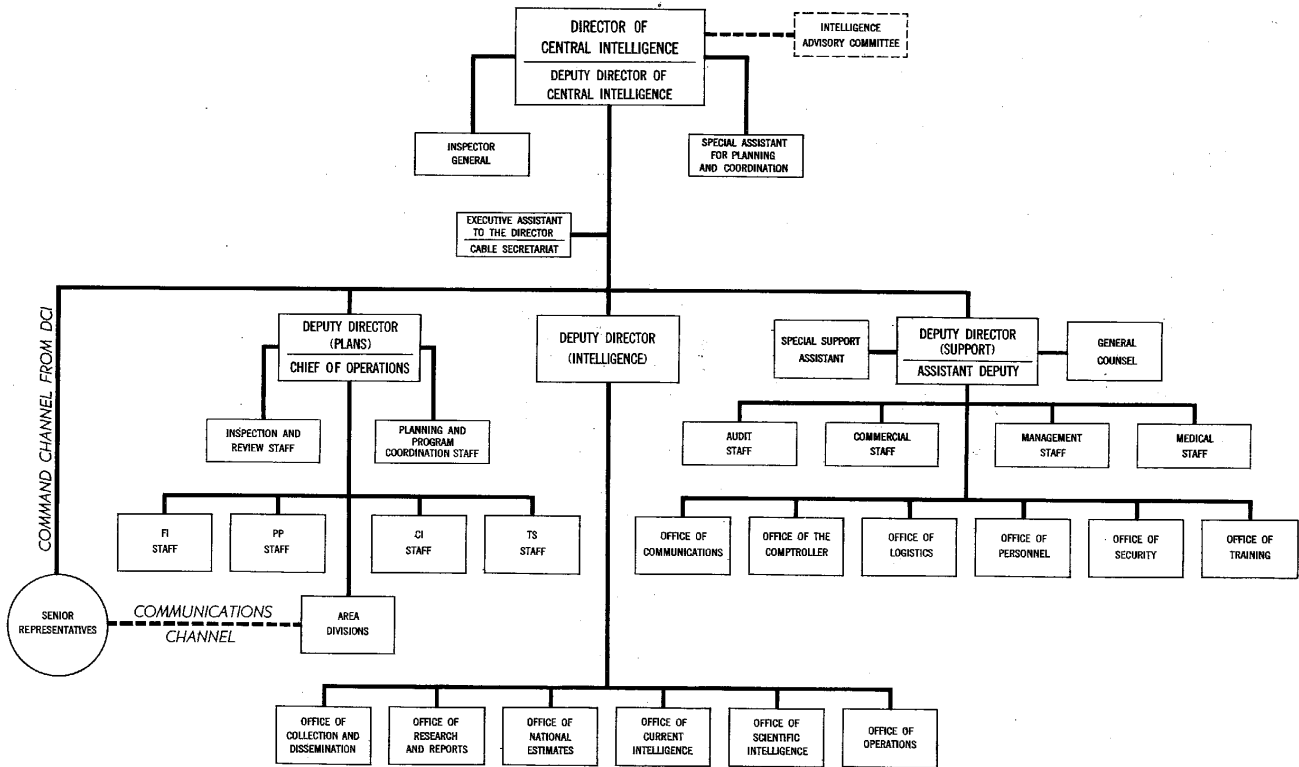 DIRECTOR OF
CENTRAL INTELLIGENCE
DEPUTY DIRECTOR OF
CENTRAL INTELLIGENCE
INTELLIGENCE
ADVISORY COMMITTEE
INSPECTOR
GENERAL
SPECIAL ASSISTANT
FOR PLANNING
AND COORDINATION
EXECUTIVE ASSISTANT
TO THE DIRECTOR
CABLE SECRETARIAT
COMMAND CHANNEL FROM DCI
DEPUTY DIRECTOR
(PLANS)
CHIEF OF OPERATIONS
DEPUTY DIRECTOR
(INTELLIGENCE)
SPECIAL SUPPORT
ASSISTANT
DEPUTY DIRECTOR
(SUPPORT)
ASSISTANT DEPUTY
GENERAL
COUNSEL
INSPECTION AND
REVIEW STAFF
PLANNING AND
PROGRAM
COORDINATION STAFF
AUDIT
STAFF
COMMERCIAL
STAFF
MANAGEMENT
STAFF
MEDICAL
STAFF
FI
STAFF
PP
STAFF
CI
STAFF
TS
STAFF
OFFICE OF
COMMUNICATIONS
OFFICE OF THE
COMPTROLLER
OFFICE OF
LOGISTICS
OFFICE OF
PERSONNEL
OFFICE OF
SECURITY
OFFICE OF
TRAINING
SENIOR
REPRESENTATIVES
COMMUNICATIONS
CHANNEL
AREA
DIVISIONS
OFFICE OF
COLLECTION AND
DISSEMINATION
OFFICE OF
RESEARCH
AND REPORTS
OFFICE OF
NATIONAL
ESTIMATES
OFFICE OF
CURRENT
INTELLIGENCE
OFFICE OF
SCIENTIFIC
INTELLIGENCE
OFFICE OF
OPERATIONS